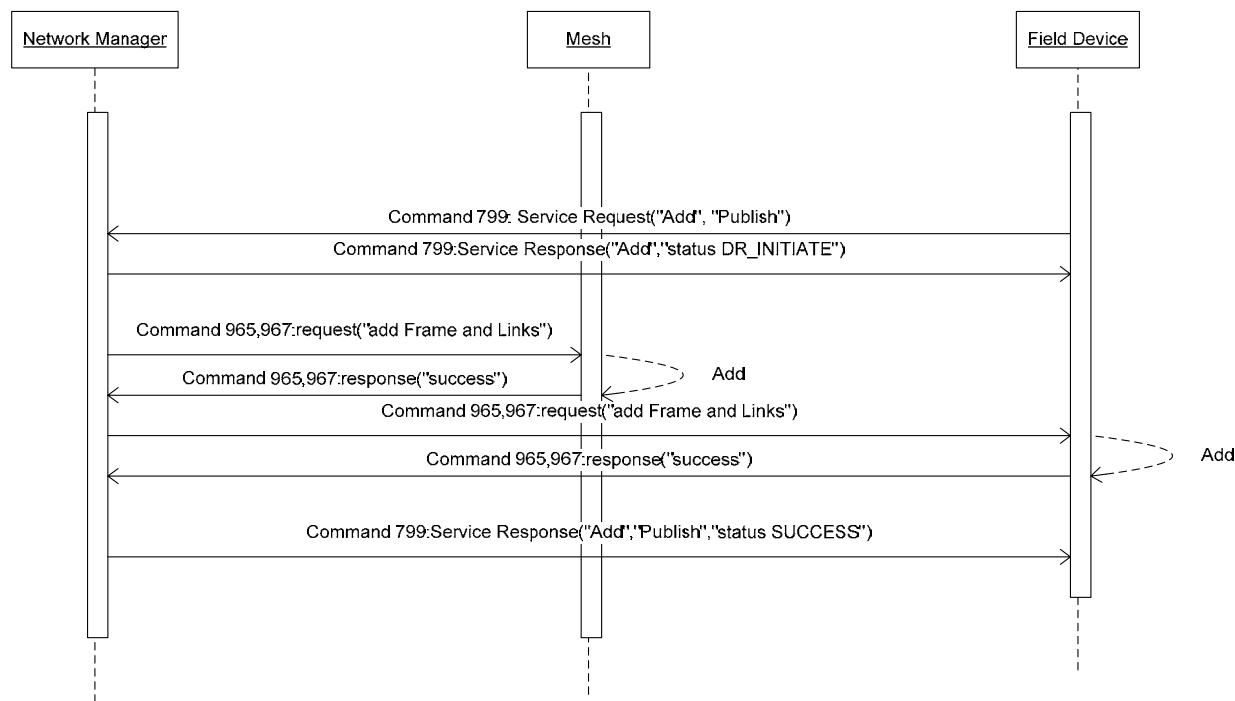 Network Manager
Mesh
Field Device
Command 799: Service Request("Add", "Publish")
Command 799:Service Response("Add","status DR_INITIATE")
Command 965,967:request("add Frame and Links")
Add
Command 965,967:response("success")
Command 965,967:request("add Frame and Links")
Command 965,967:response("success")
Add
Command 799:Service Response("Add","Publish","status SUCCESS")